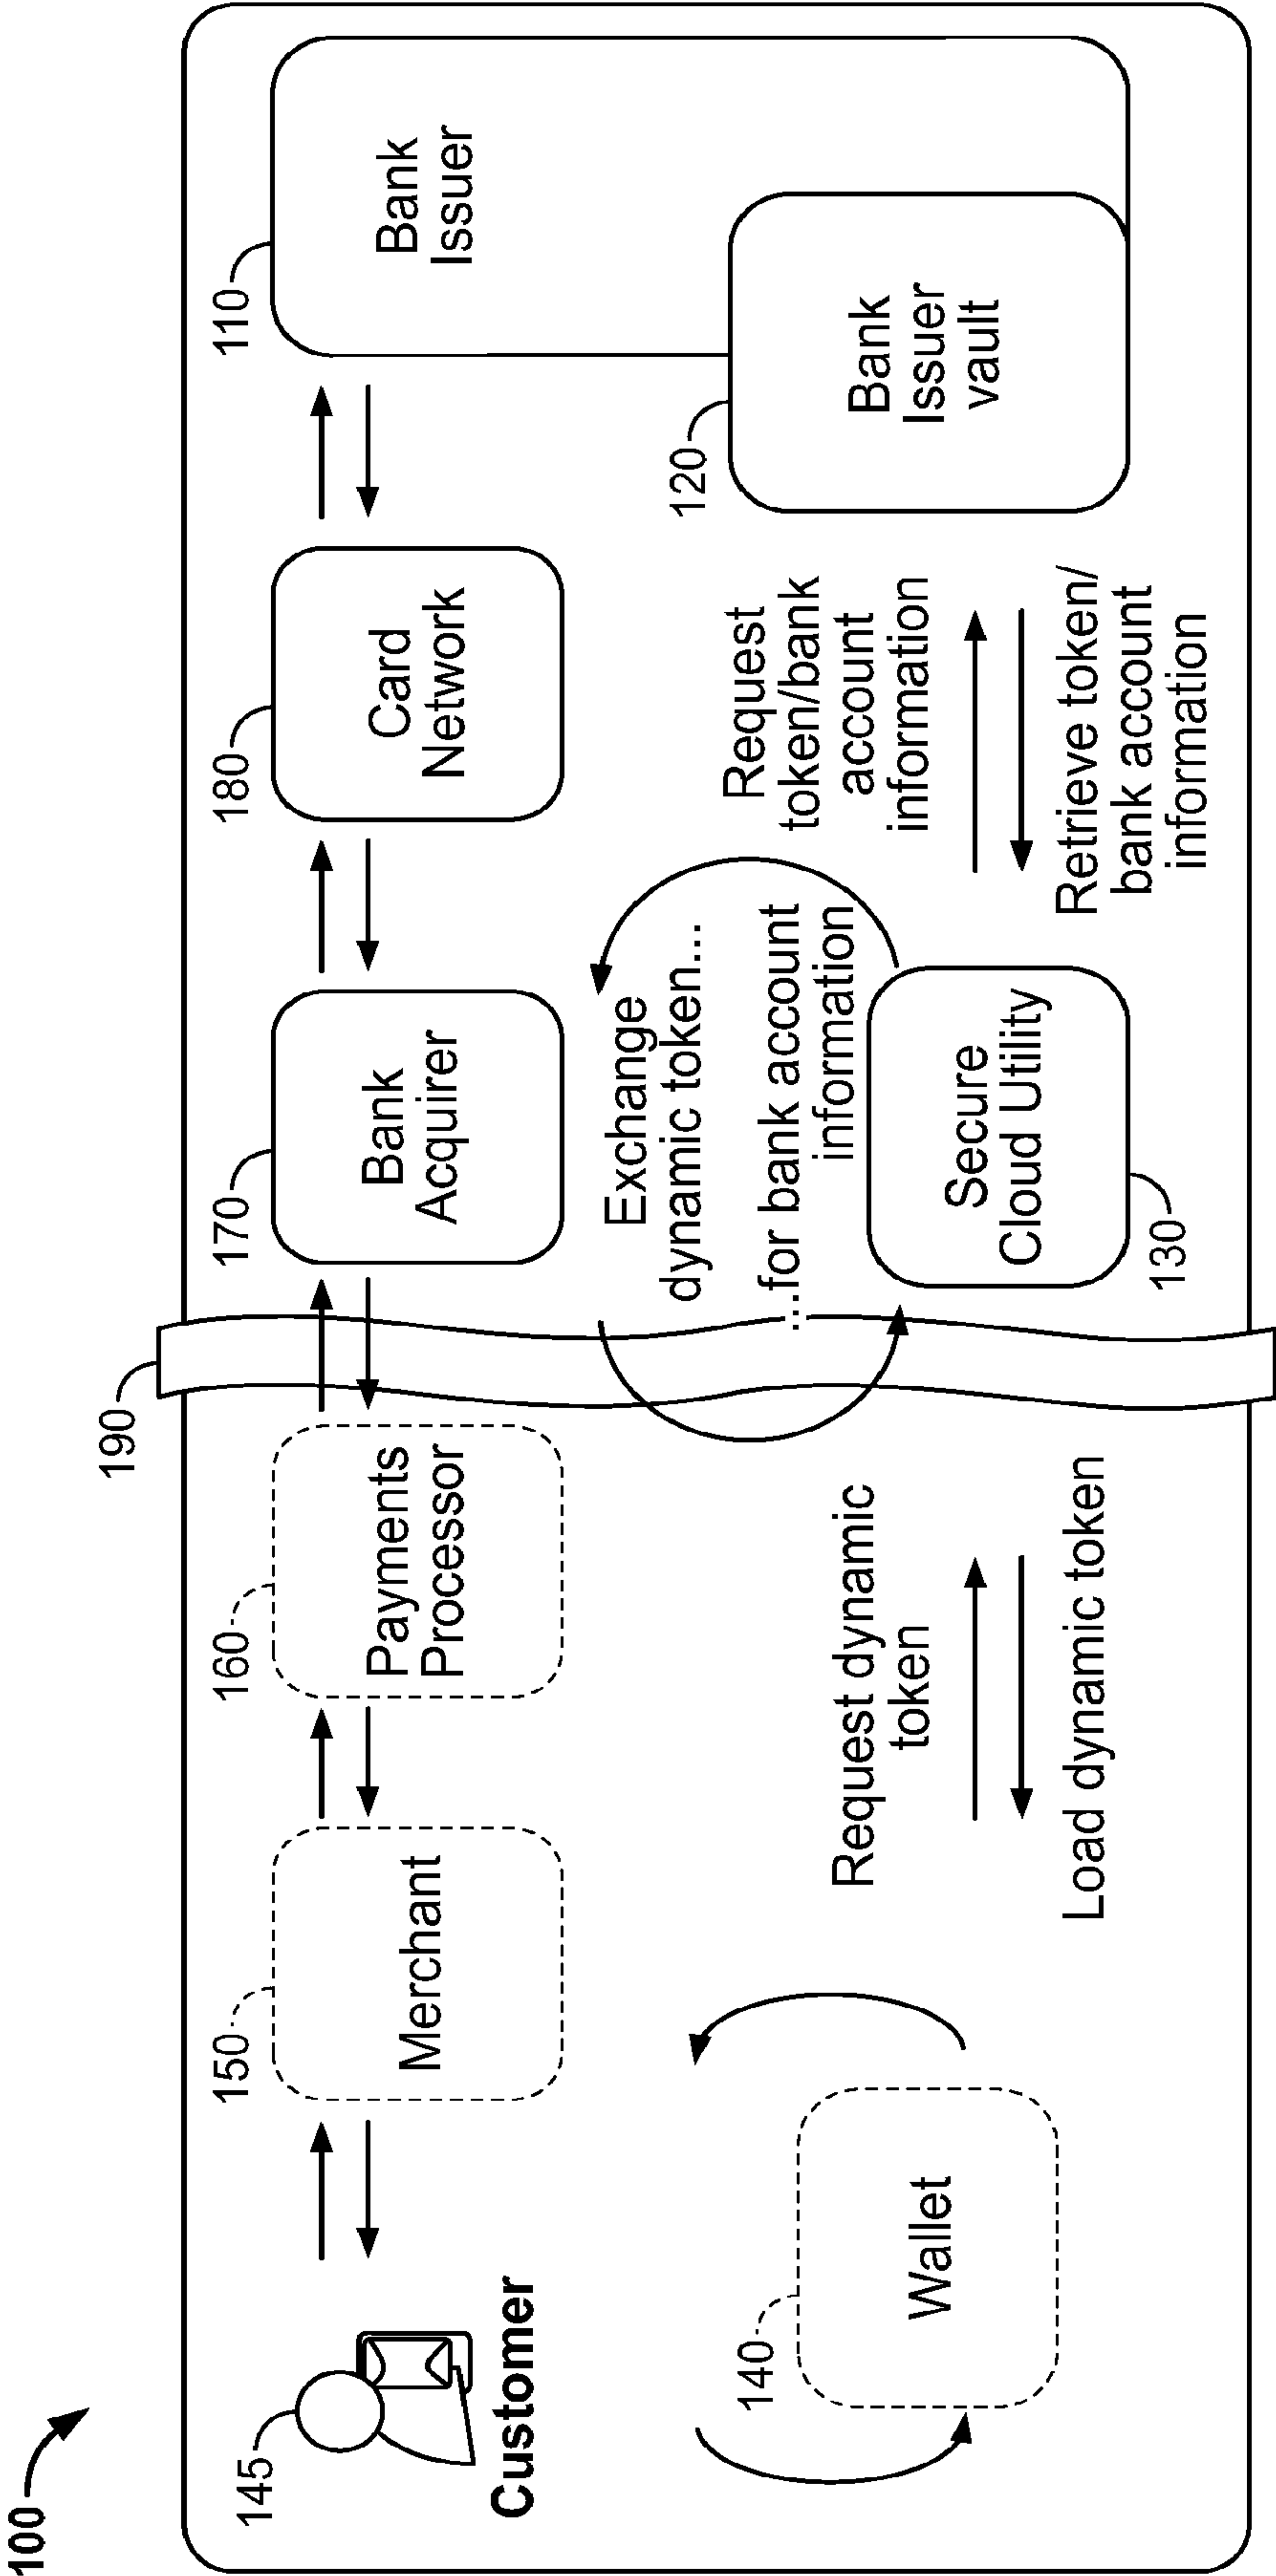 100
190
145
150
160
170
180
110
Customer
Merchant
Payments
Processor
Bank
Acquirer
Card
Network
Bank
Issuer
Exchange
dynamic token...
...for bank account
information
140
Wallet
Request dynamic
token
Load dynamic token
Secure
Cloud Utility
130
Request
token/bank
account
information
Retrieve token/
bank account
information
120
Bank
Issuer
vault